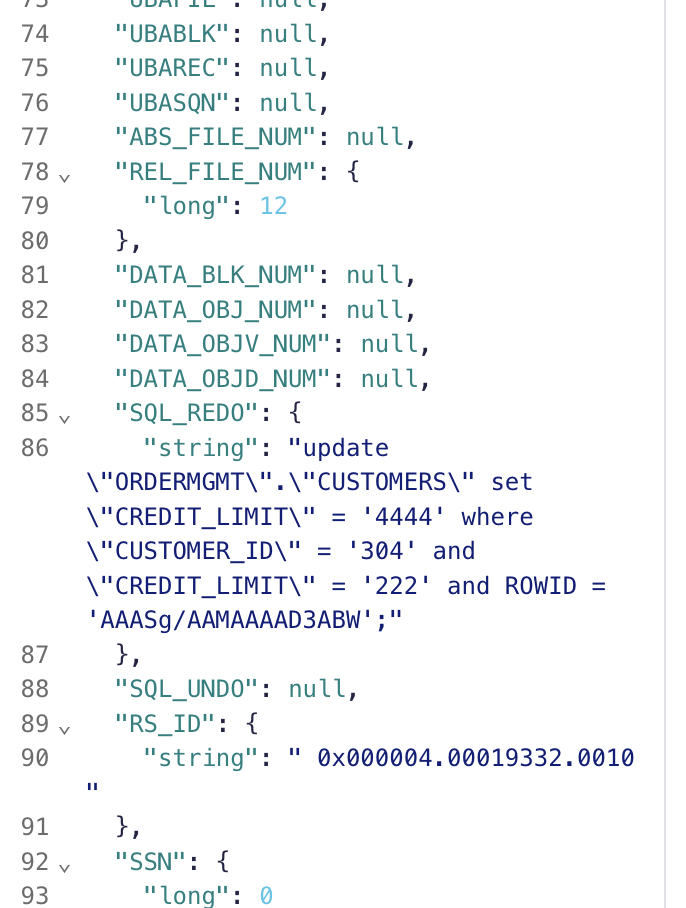 73 "UBAFIL": null,
74 "UBABLK": null,
75 "UBAREC": null,
76 "UBASQN": null,
77 "ABS_FILE_NUM": null,
78 "REL_FILE_NUM": {
79 "long": 12
80 },
81 "DATA_BLK_NUM": null,
82 "DATA_OBJ_NUM": null,
83 "DATA_OBJV_NUM": null,
84 "DATA_OBJD_NUM": null,
85 "SQL_REDO": {
86 "string": "update
\"ORDERMGMT\".\"CUSTOMERS\" set
\"CREDIT_LIMIT\" = '4444' where
\"CUSTOMER_ID\" = '304' and
\"CREDIT_LIMIT\" = '222' and ROWID =
'AAASg/AAMAAAAD3ABW';"
87 },
88 "SQL_UNDO": null,
89 "RS_ID": {
90 "string": " 0x000004.00019332.0010
"
91 },
92 "SSN": {
93 "long": 0